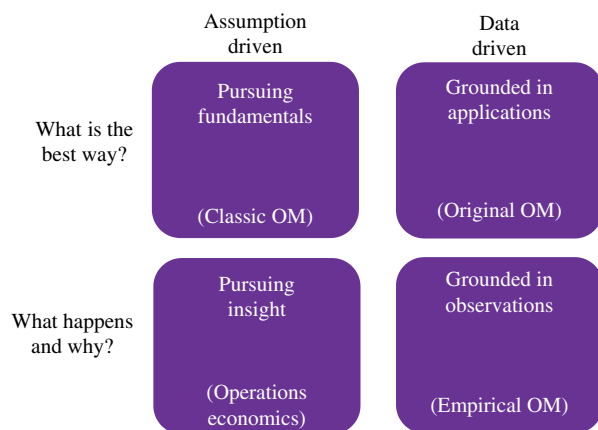 Assumption
driven
Data
driven
What is the
best way?
Pursuing
fundamentals
(Classic OM)
Grounded in
applications
(Original OM)
What happens
and why?
Pursuing
insight
(Operations
economics)
Grounded in
observations
(Empirical OM)